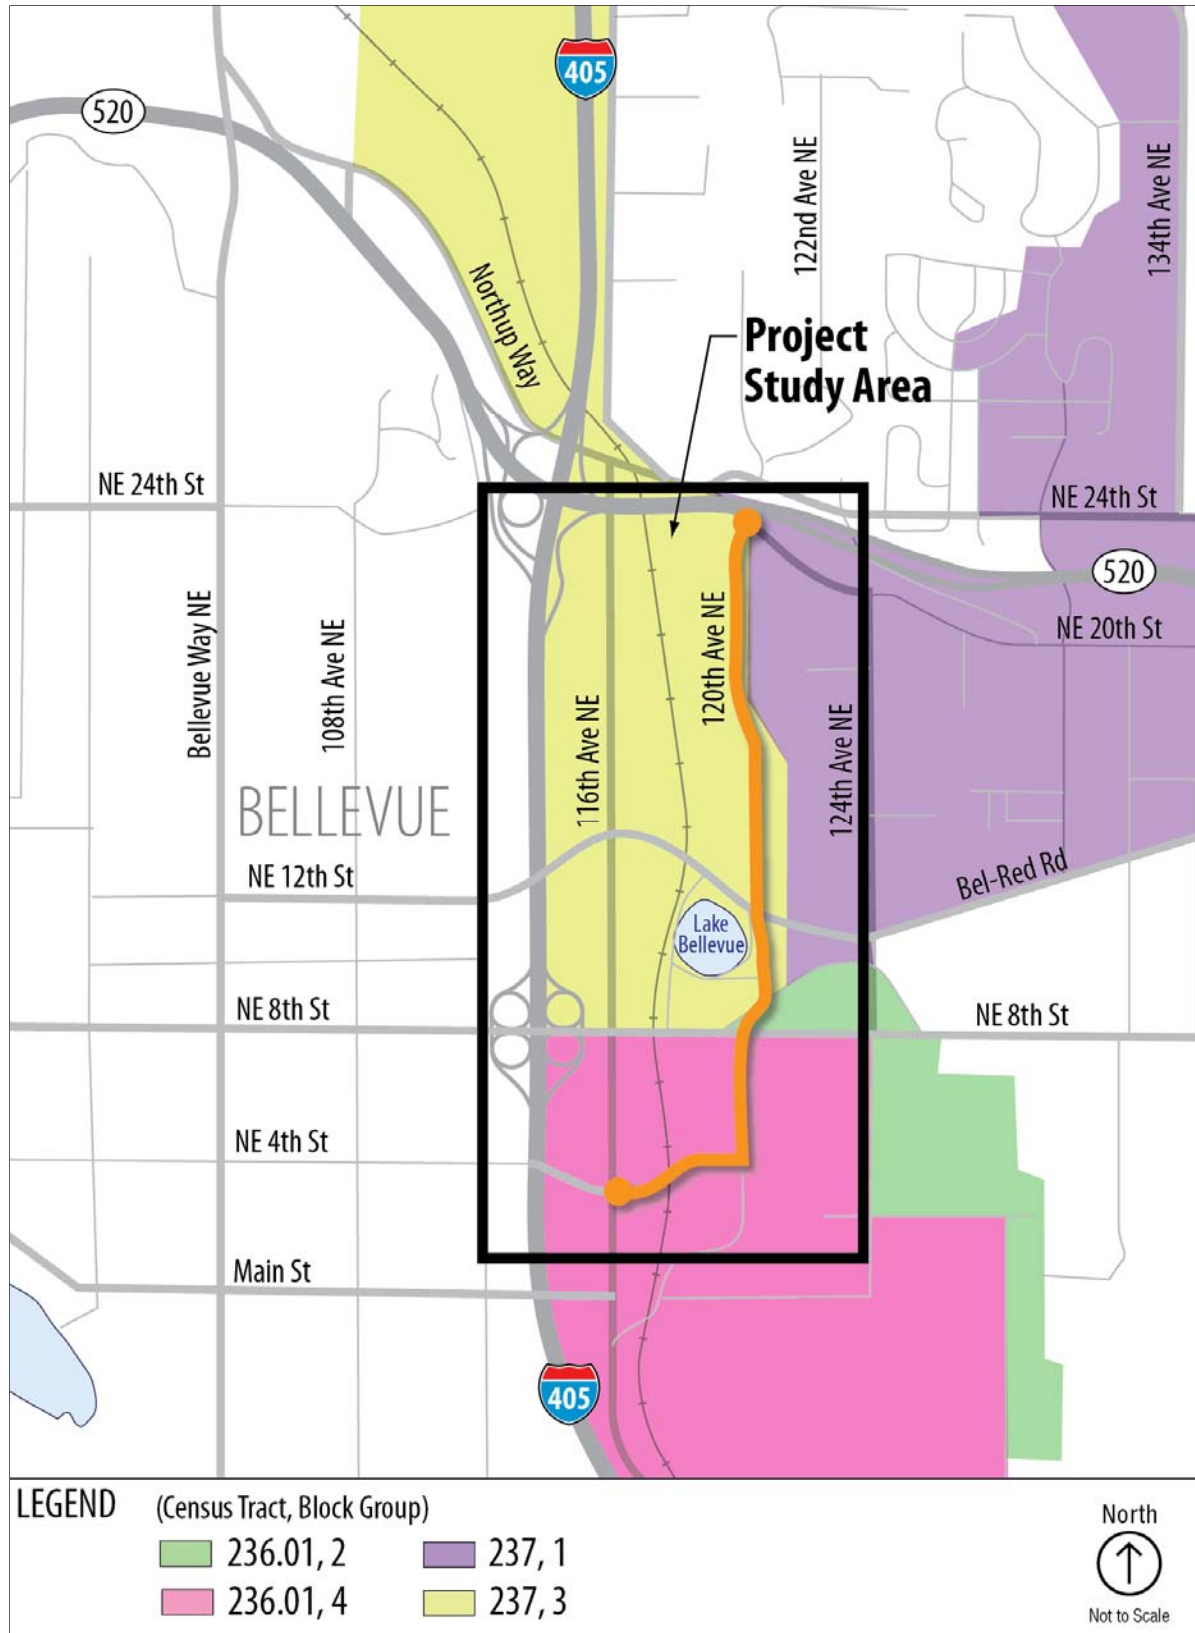 405
520
122nd Ave NE
134th Ave NE
Northup Way
Project
Study Area
NE 24th St
NE 24th St
520
Bellevue Way NE
108th Ave NE
120th Ave NE
NE 20th St
116th Ave NE
124th Ave NE
BELLEVUE
NE 12th St
Bel-Red Rd
Lake
Bellevue
NE 8th St
NE 8th St
NE 4th St
Main St
405
LEGEND (Census Tract, Block Group)
236.01, 2
237, 1
236.01, 4
237, 3
North
Not to Scale